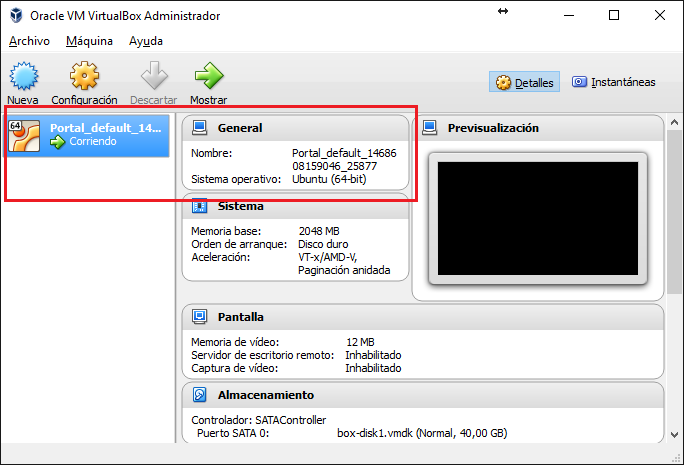 Oracle VM VirtualBox Administrador
Archivo Máquina Ayuda
Nueva Configuración Descartar Mostrar
Detalles Instantáneas
64 Portal_default_14...
Corriendo
General
Nombre: Portal_default_14686
08159046_25877
Sistema operativo: Ubuntu (64-bit)
Previsualización
Sistema
Memoria base: 2048 MB
Orden de arranque: Disco duro
Aceleración: VT-x/AMD-V,
Paginación anidada
Pantalla
Memoria de vídeo: 12 MB
Servidor de escritorio remoto: Inhabilitado
Captura de vídeo: Inhabilitado
Almacenamiento
Controlador: SATAController
Puerto SATA 0: box-disk1.vmdk (Normal, 40,00 GB)